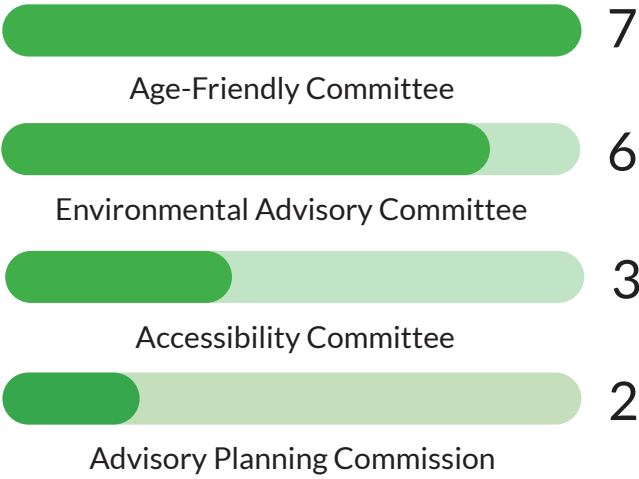 7
Age-Friendly Committee
6
Environmental Advisory Committee
3
Accessibility Committee
2
Advisory Planning Commission